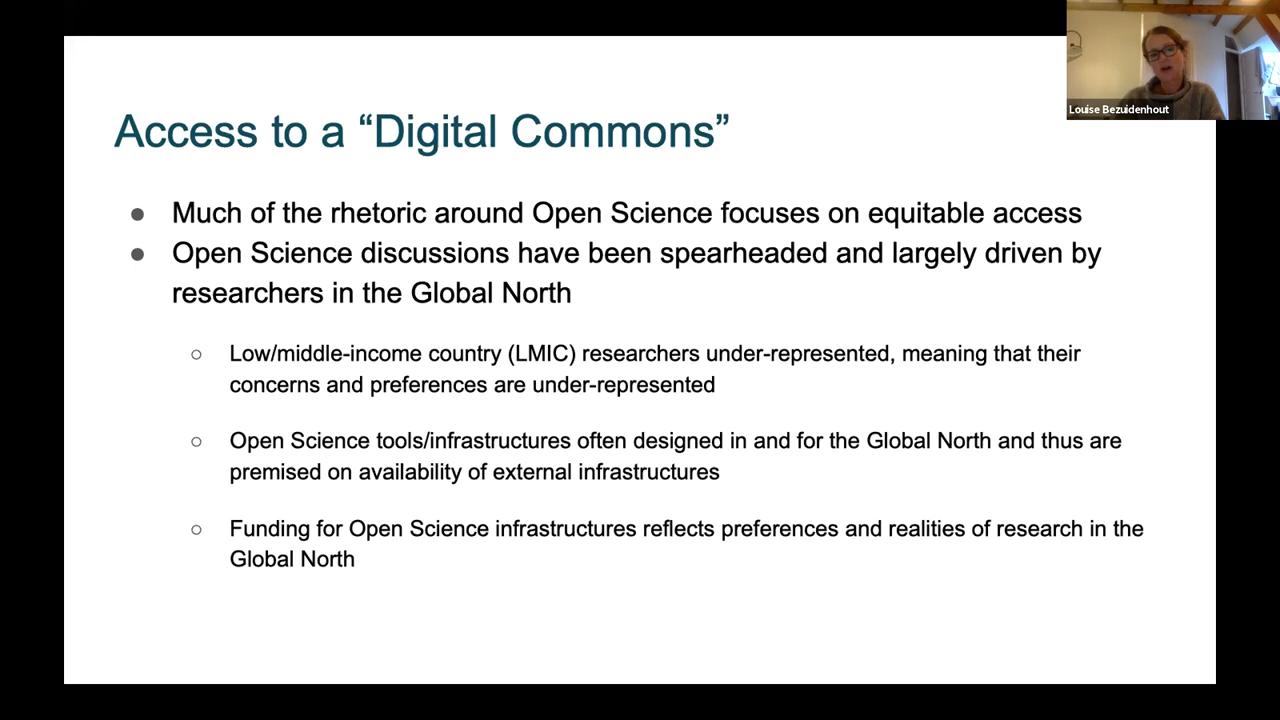 Louise Bezuidenhout
Access to a “Digital Commons”
● Much of the rhetoric around Open Science focuses on equitable access
● Open Science discussions have been spearheaded and largely driven by
researchers in the Global North
○ Low/middle-income country (LMIC) researchers under-represented, meaning that their
concerns and preferences are under-represented
○ Open Science tools/infrastructures often designed in and for the Global North and thus are
premised on availability of external infrastructures
○ Funding for Open Science infrastructures reflects preferences and realities of research in the
Global North